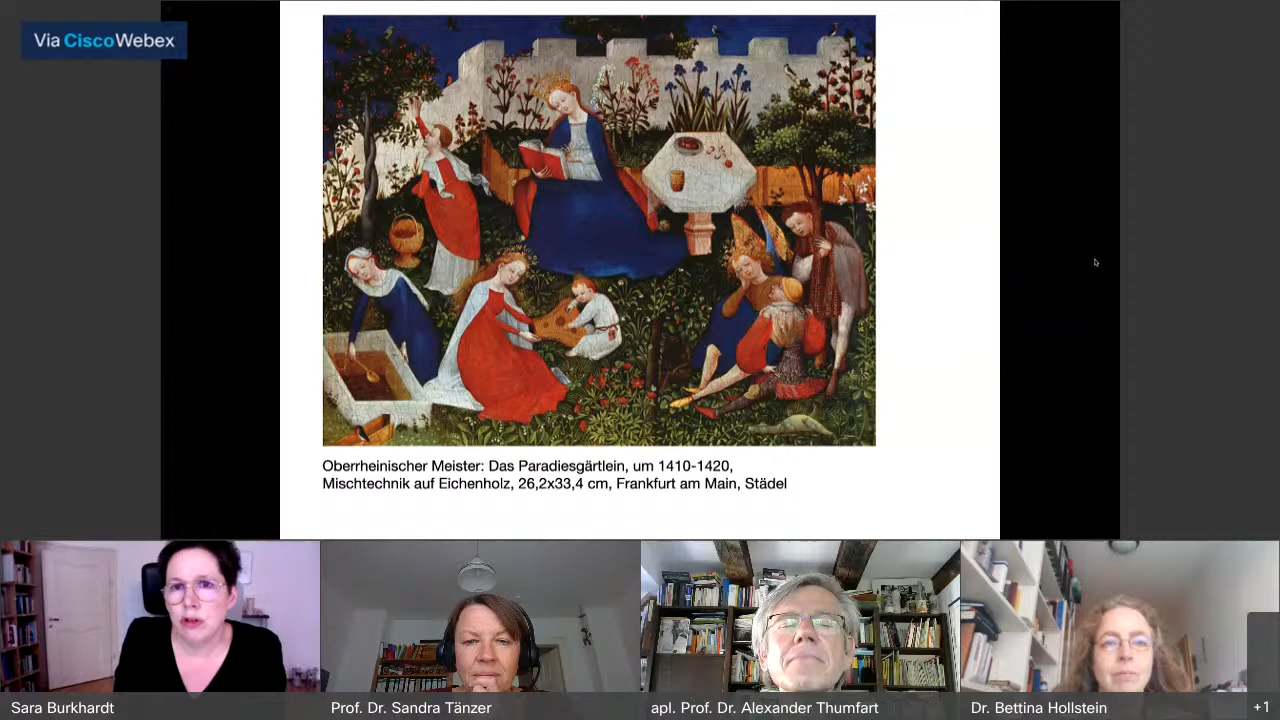 Via CiscoWebex
Oberrheinischer Meister: Das Paradiesgärtlein, um 1410-1420,
Mischtechnik auf Eichenholz, 26,2x33,4 cm, Frankfurt am Main, Städel
Sara Burkhardt
Prof. Dr. Sandra Tänzer
apl. Prof. Dr. Alexander Thumfart
Dr. Bettina Hollstein
+1